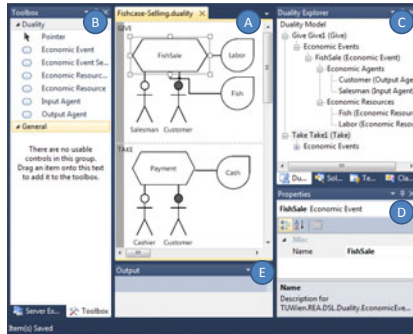 Toolbox
B
Duality
Pointer
Economic Event
Economic Event Se...
Economic Resourc...
Economic Resource
Input Agent
Output Agent
General
There are no usable
controls in this group.
Drag an item onto this text
to add it to the toolbox.
Server Ex...
Toolbox
Item(s) Saved
Fishcase-Selling.duality
A
GIVE
FishSale
Labor
Fish
Salesman
Customer
TAKE
Payment
Cash
Cashier
Customer
Output
E
Duality Explorer
C
Duality Model
Give Give1 (Give)
Economic Events
FishSale (Economic Event)
Economic Agents
Customer (Output Age
Salesman (Input Agent)
Economic Resources
Fish (Economic Resour
Labor (Economic Resou
Take Take1 (Take)
Economic Events
Du...
Sol...
Te...
Cla...
Properties
D
FishSale Economic Event
Misc
Name
FishSale
Name
Description for
TUWien.REA.DSL.Duality.EconomicEve...